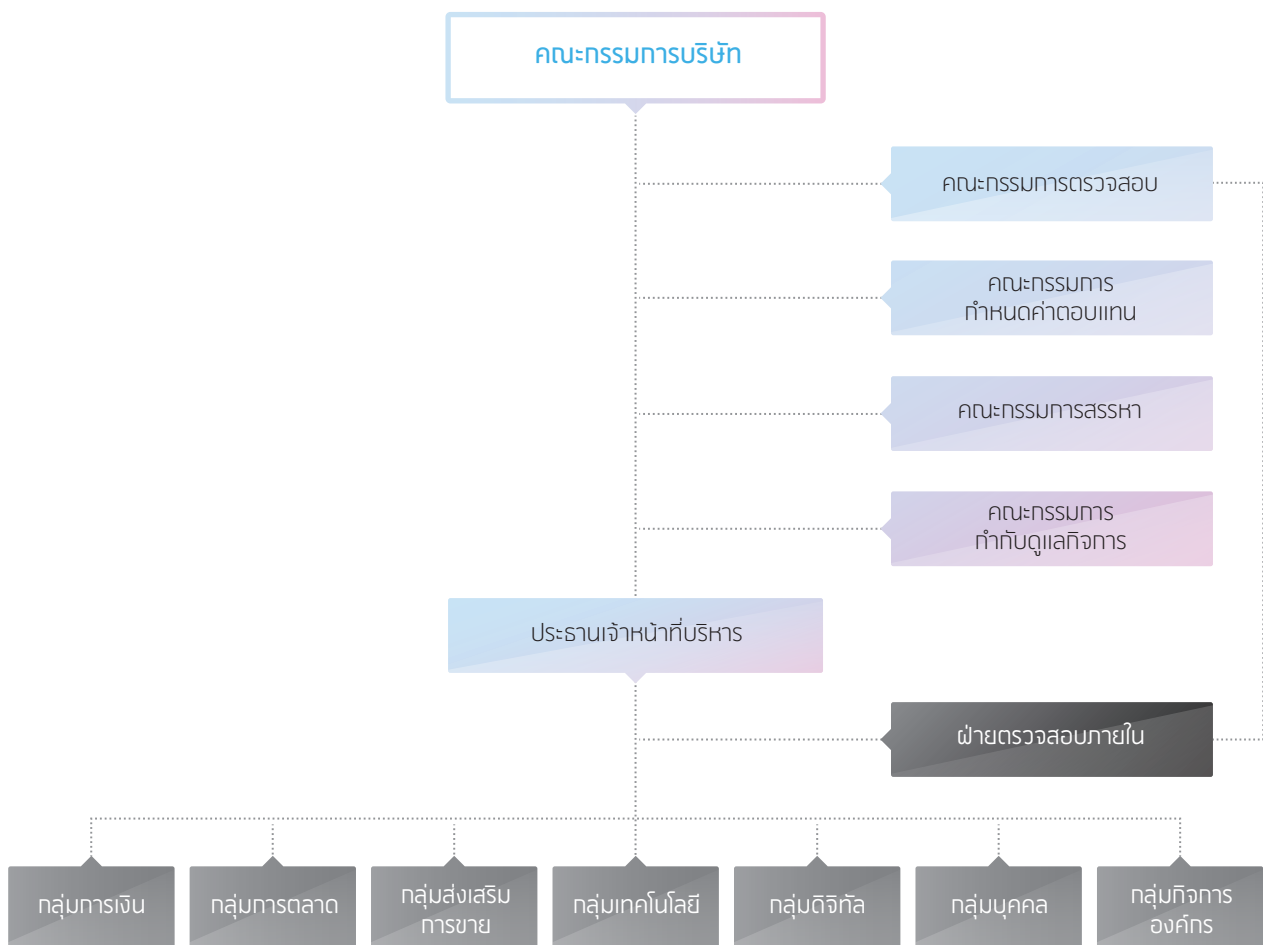 คณะกรรมการบริษัท
คณะกรรมการตรวจสอบ
คณะกรรมการ
กำหนดค่าตอบแทน
คณะกรรมการสรรหา
คณะกรรมการ
กำกับดูแลกิจการ
ประธานเจ้าหน้าที่บริหาร
ฝ่ายตรวจสอบภายใน
กลุ่มการเงิน
กลุ่มการตลาด
กลุ่มส่งเสริม
การขาย
กลุ่มเทคโนโลยี
กลุ่มดิจิทัล
กลุ่มบุคคล
กลุ่มกิจการ
องค์กร